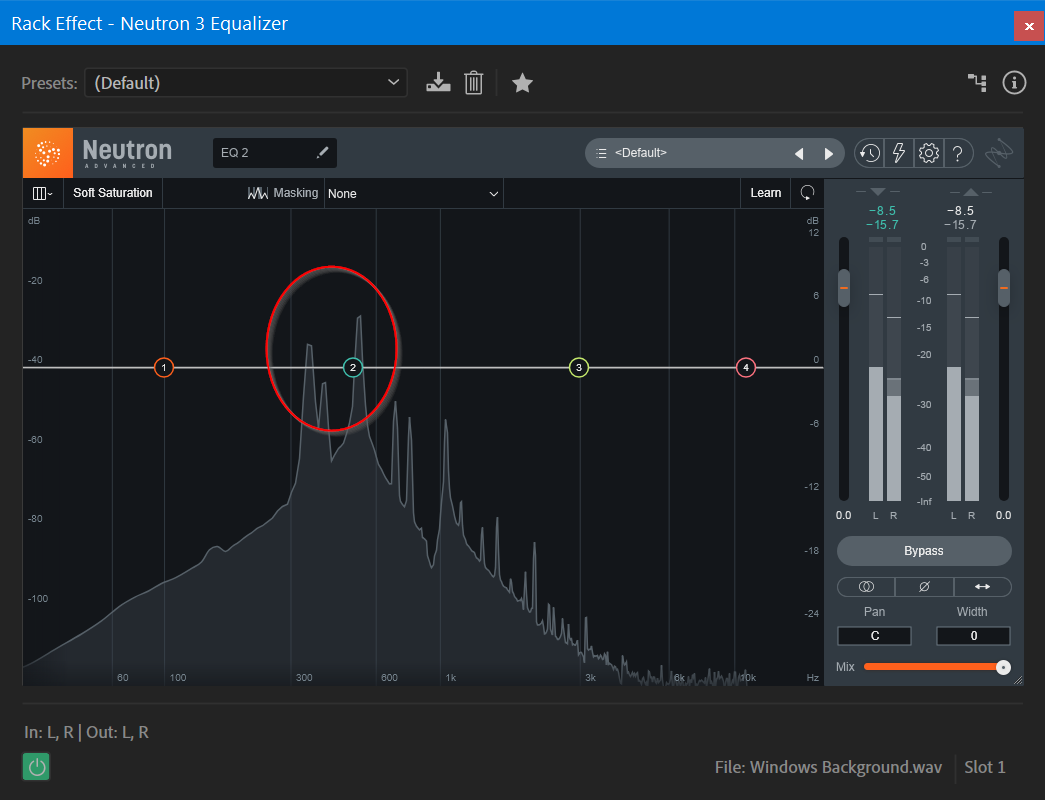 Rack Effect - Neutron 3 Equalizer
Presets: (Default)
Neutron
ADVANCED
EQ 2
<Default>
?
Soft Saturation
Masking None
Learn
dB
-20
-40
-60
-80
-100
dB
12
6
0
-6
-12
-18
-24
Hz
1
2
3
4
60 100 300 600 1k 3k 6k 10k
-8.5
-15.7
-8.5
-15.7
0
-3
-6
-10
-15
-20
-30
-40
-50
-Inf
0.0 L R L R 0.0
Bypass
Pan Width
C 0
Mix
In: L, R | Out: L, R
File: Windows Background.wav Slot 1